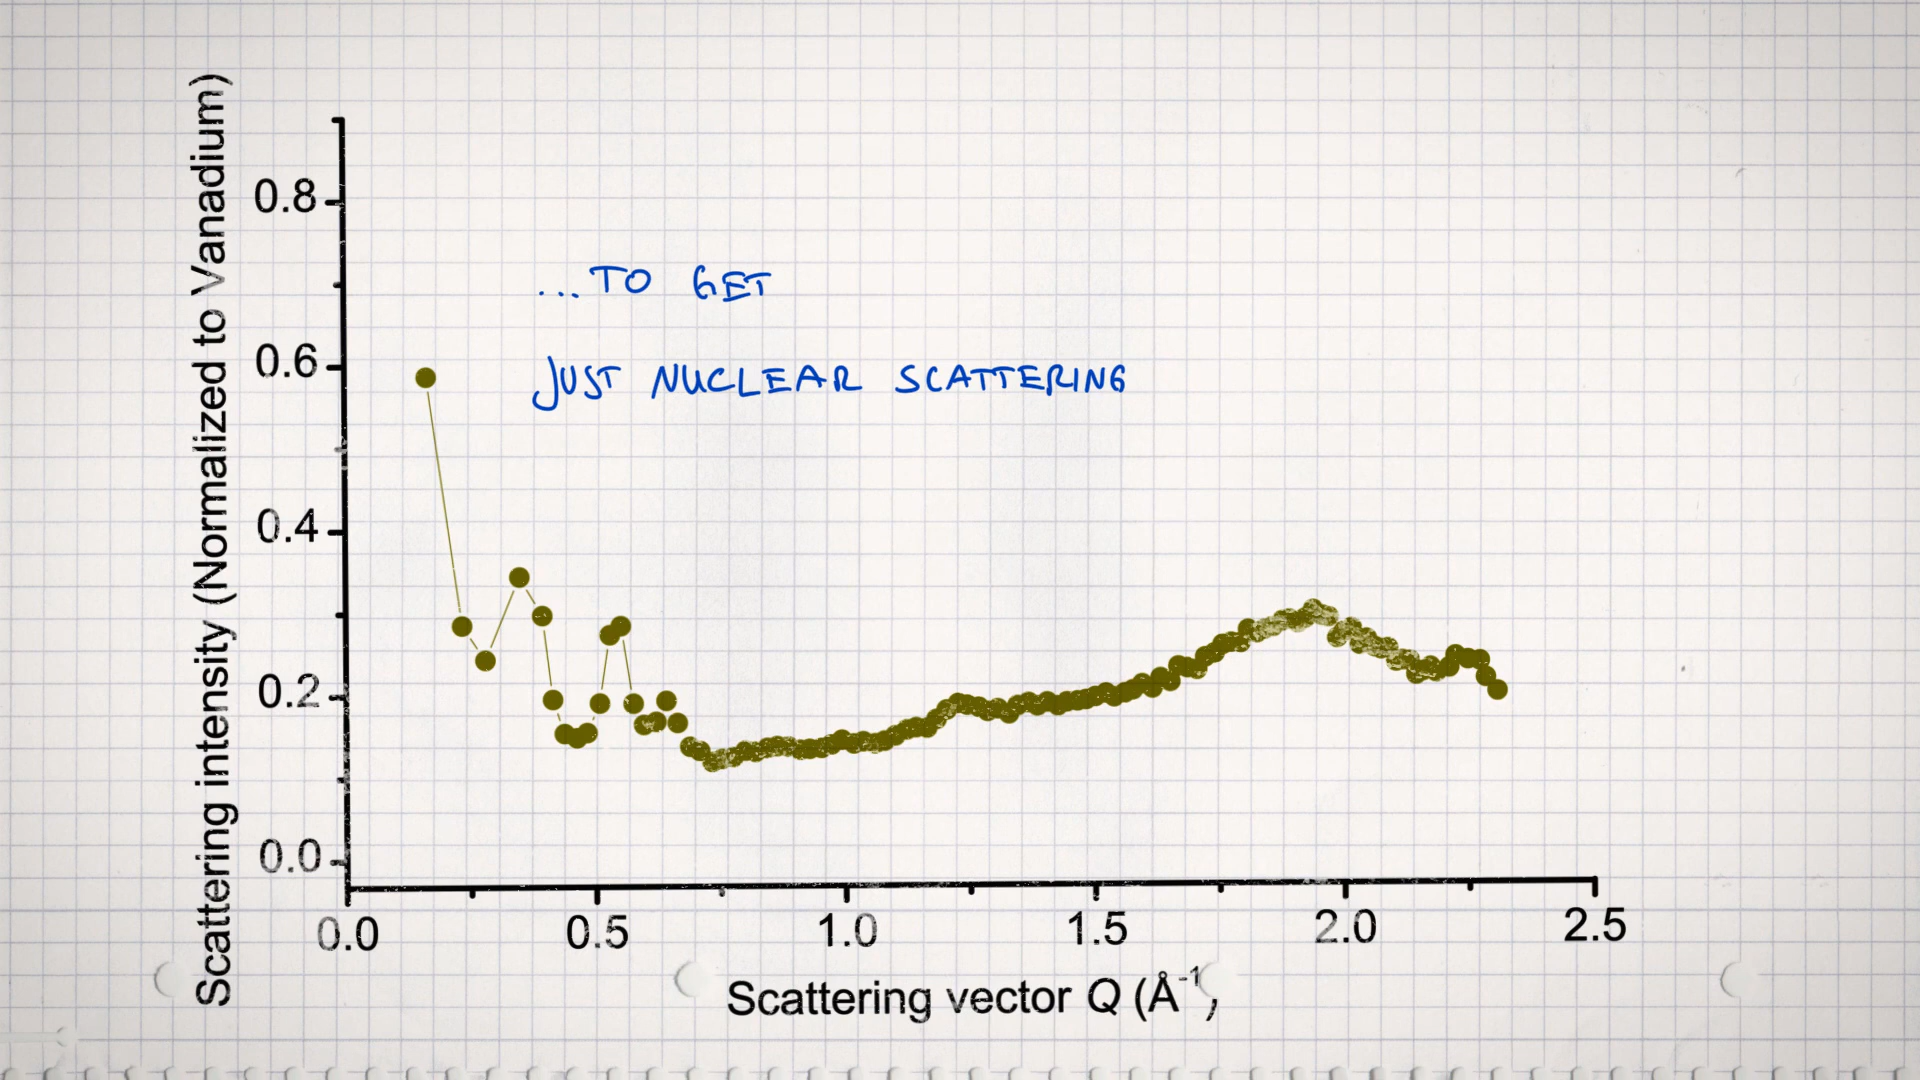 Scattering intensity (Normalized to Vanadium)
0.8
0.6
0.4
0.2
0.0
...TO GET
JUST NUCLEAR SCATTERING
0.0 0.5 1.0 1.5 2.0 2.5
Scattering vector Q (Å⁻¹)